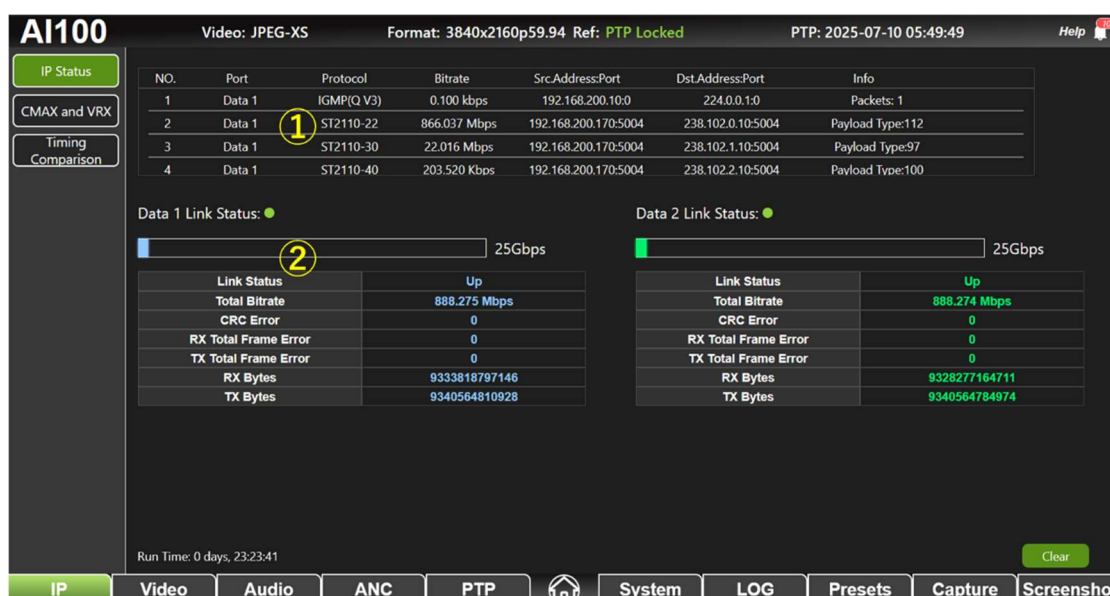 AI100 Video: JPEG-XS Format: 3840x2160p59.94 Ref: PTP Locked PTP: 2025-07-10 05:49:49 Help
IP Status
CMAX and VRX
Timing
Comparison
NO. Port Protocol Bitrate Src.Address:Port Dst.Address:Port Info
1 Data 1 IGMP(Q V3) 0.100 kbps 192.168.200.10:0 224.0.0.1:0 Packets: 1
2 Data 1 ST2110-22 866.037 Mbps 192.168.200.170:5004 238.102.0.10:5004 Payload Type:112
①
3 Data 1 ST2110-30 22.016 Mbps 192.168.200.170:5004 238.102.1.10:5004 Payload Type:97
4 Data 1 ST2110-40 203.520 Kbps 192.168.200.170:5004 238.102.2.10:5004 Payload Type:100
Data 1 Link Status:
25Gbps
②
Link Status Up
Total Bitrate 888.275 Mbps
CRC Error 0
RX Total Frame Error 0
TX Total Frame Error 0
RX Bytes 9333818797146
TX Bytes 9340564810928
Data 2 Link Status:
25Gbps
Link Status Up
Total Bitrate 888.274 Mbps
CRC Error 0
RX Total Frame Error 0
TX Total Frame Error 0
RX Bytes 9328277164711
TX Bytes 9340564784974
Run Time: 0 days, 23:23:41
Clear
IP Video Audio ANC PTP System LOG Presets Capture Screensho